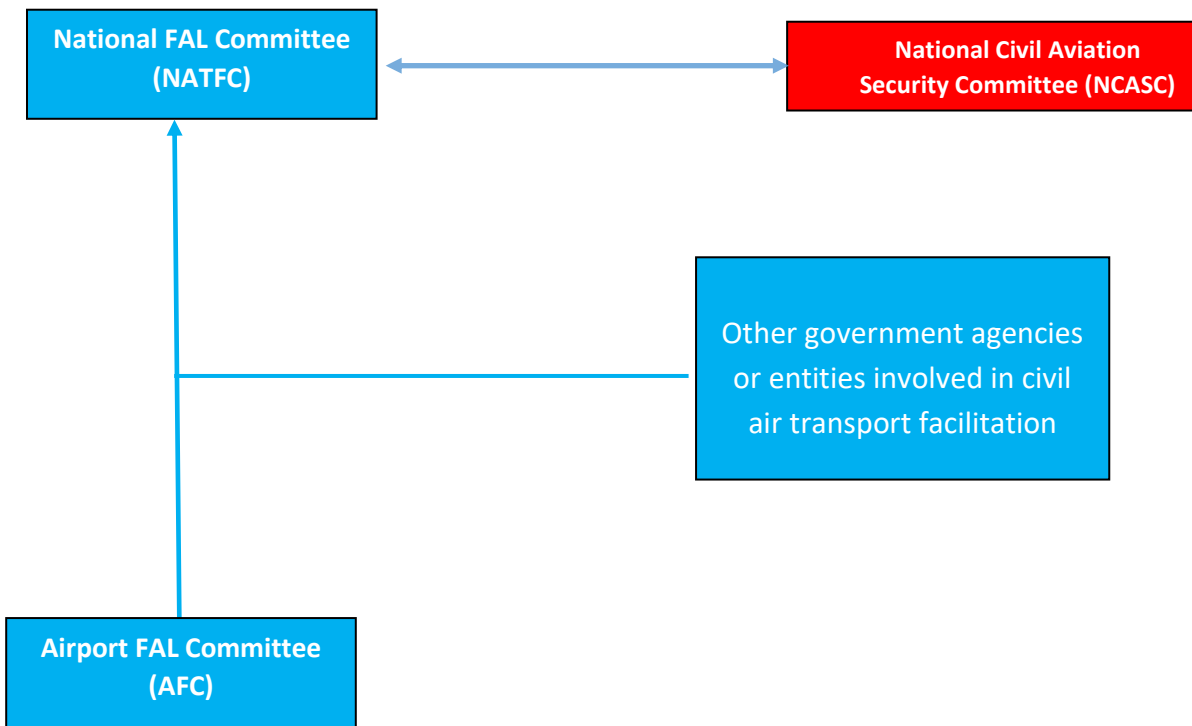 National FAL Committee
(NATFC)
National Civil Aviation
Security Committee (NCASC)
Other government agencies
or entities involved in civil
air transport facilitation
Airport FAL Committee
(AFC)